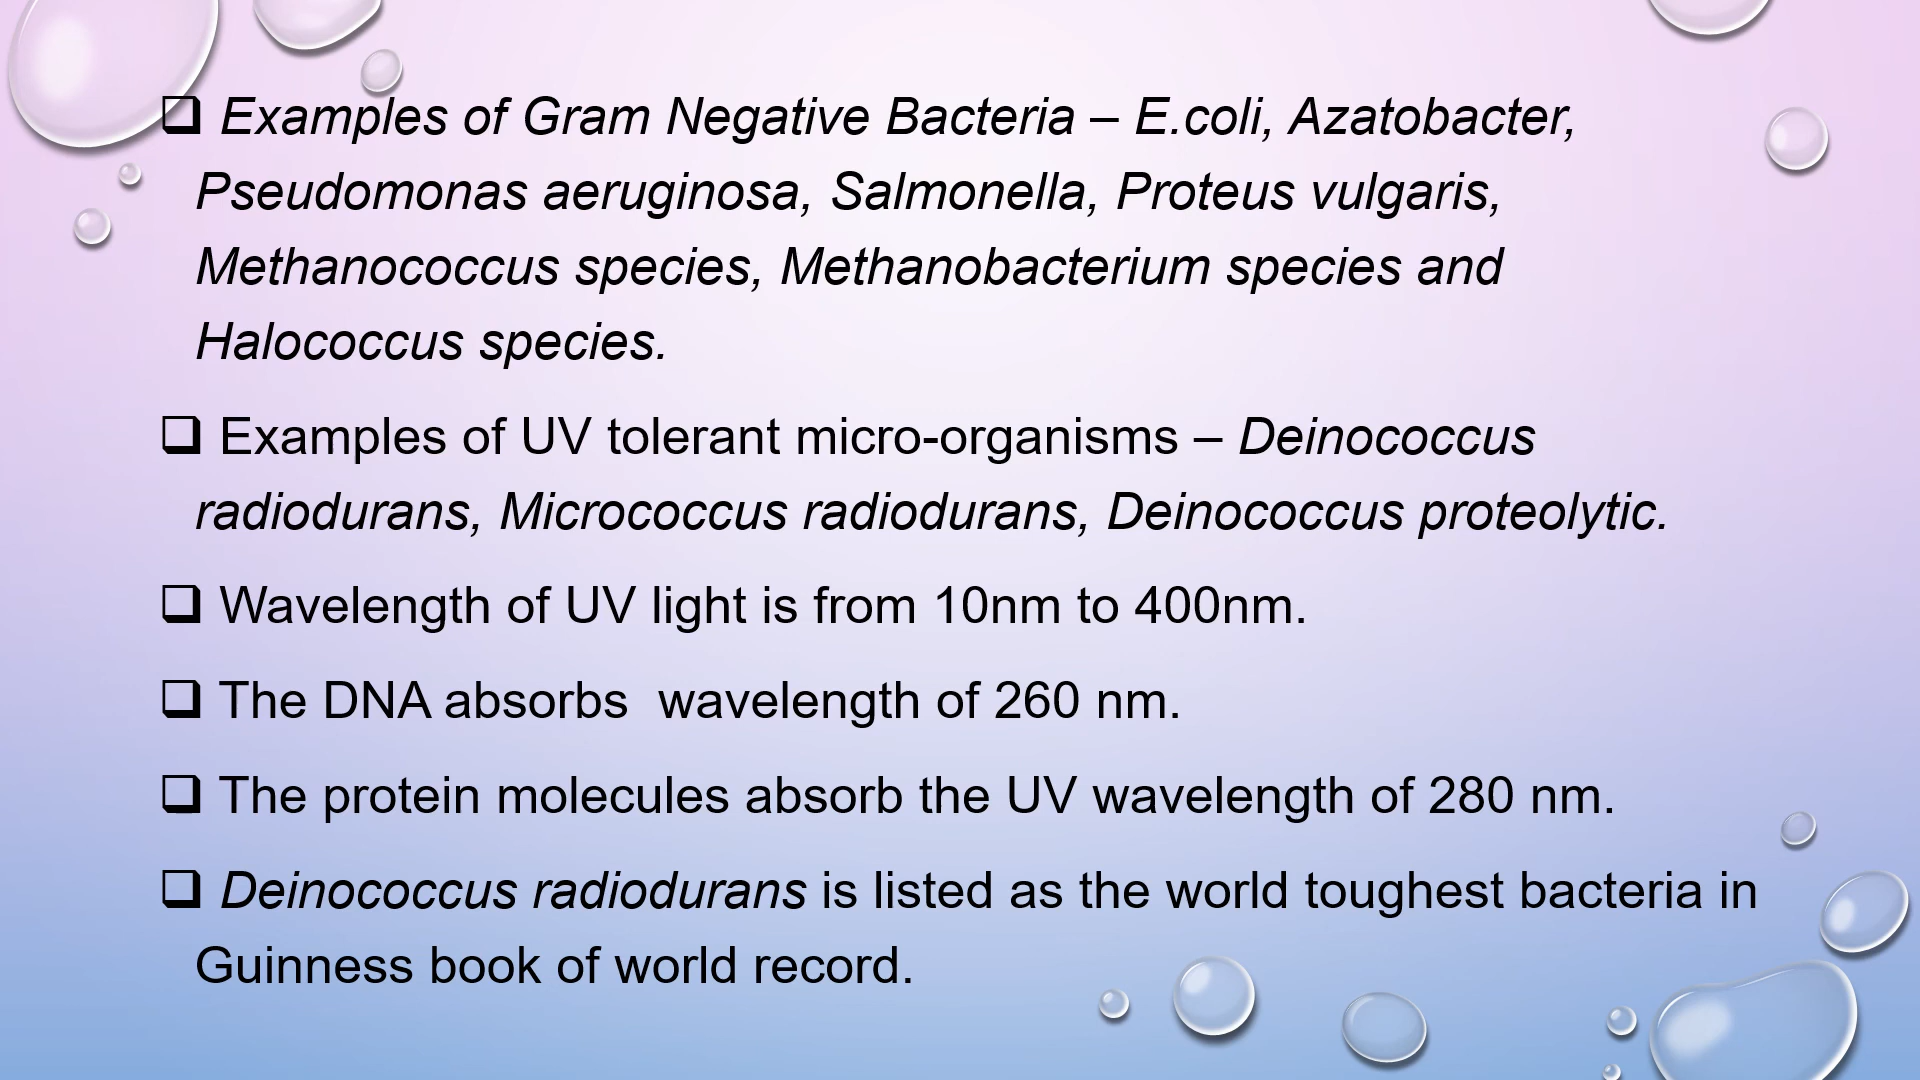 ❑ Examples of Gram Negative Bacteria – E.coli, Azatobacter,
Pseudomonas aeruginosa, Salmonella, Proteus vulgaris,
Methanococcus species, Methanobacterium species and
Halococcus species.
❑ Examples of UV tolerant micro-organisms – Deinococcus
radiodurans, Micrococcus radiodurans, Deinococcus proteolytic.
❑ Wavelength of UV light is from 10nm to 400nm.
❑ The DNA absorbs  wavelength of 260 nm.
❑ The protein molecules absorb the UV wavelength of 280 nm.
❑ Deinococcus radiodurans is listed as the world toughest bacteria in
Guinness book of world record.